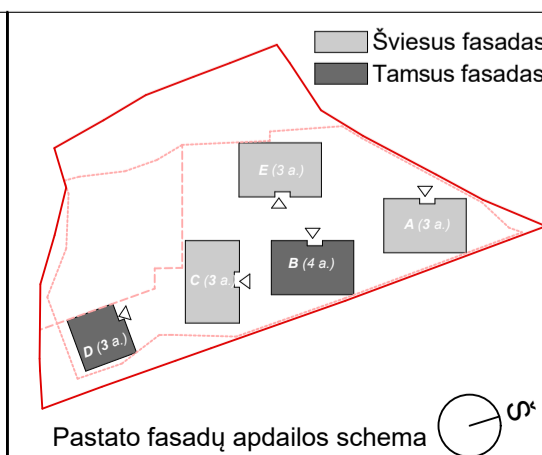 Šviesus fasadas
Tamsus fasadas
E (3 a.)
A (3 a.)
B (4 a.)
C (3 a.)
D (3 a.)
Pastato fasadų apdailos schema
Š